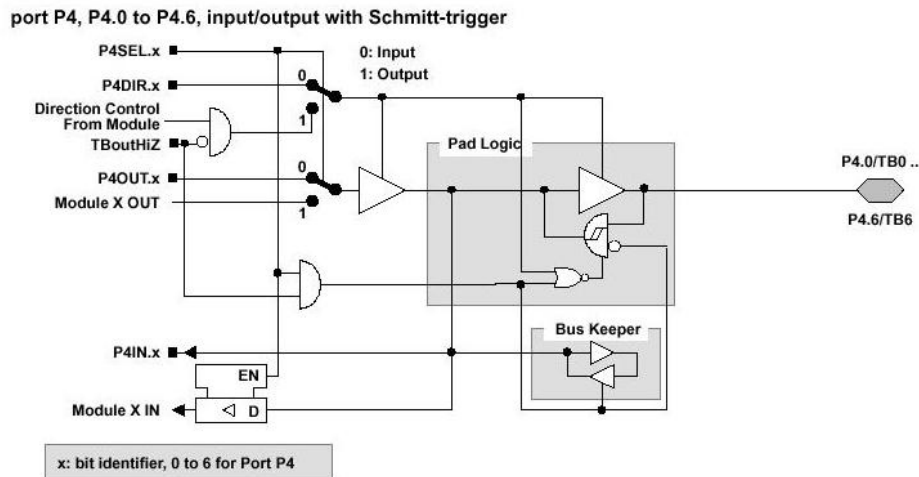 port P4, P4.0 to P4.6, input/output with Schmitt-trigger
P4SEL.x
0: Input
1: Output
P4DIR.x
0
Direction Control
From Module
1
TBoutHiZ
Pad Logic
P4.0/TB0 ..
P4OUT.x
0
Module X OUT
1
P4.6/TB6
Bus Keeper
P4IN.x
EN
Module X IN
D
x: bit identifier, 0 to 6 for Port P4